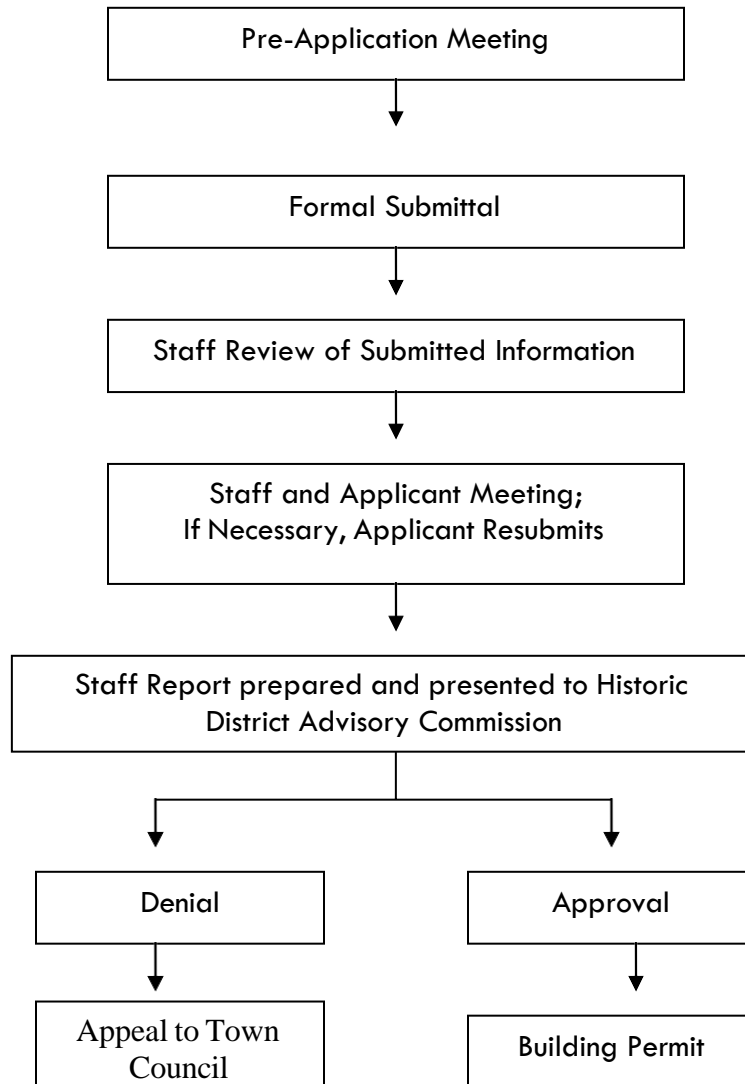 Pre-Application Meeting
Formal Submittal
Staff Review of Submitted Information
Staff and Applicant Meeting;
If Necessary, Applicant Resubmits
Staff Report prepared and presented to Historic
District Advisory Commission
Denial
Approval
Appeal to Town
Council
Building Permit